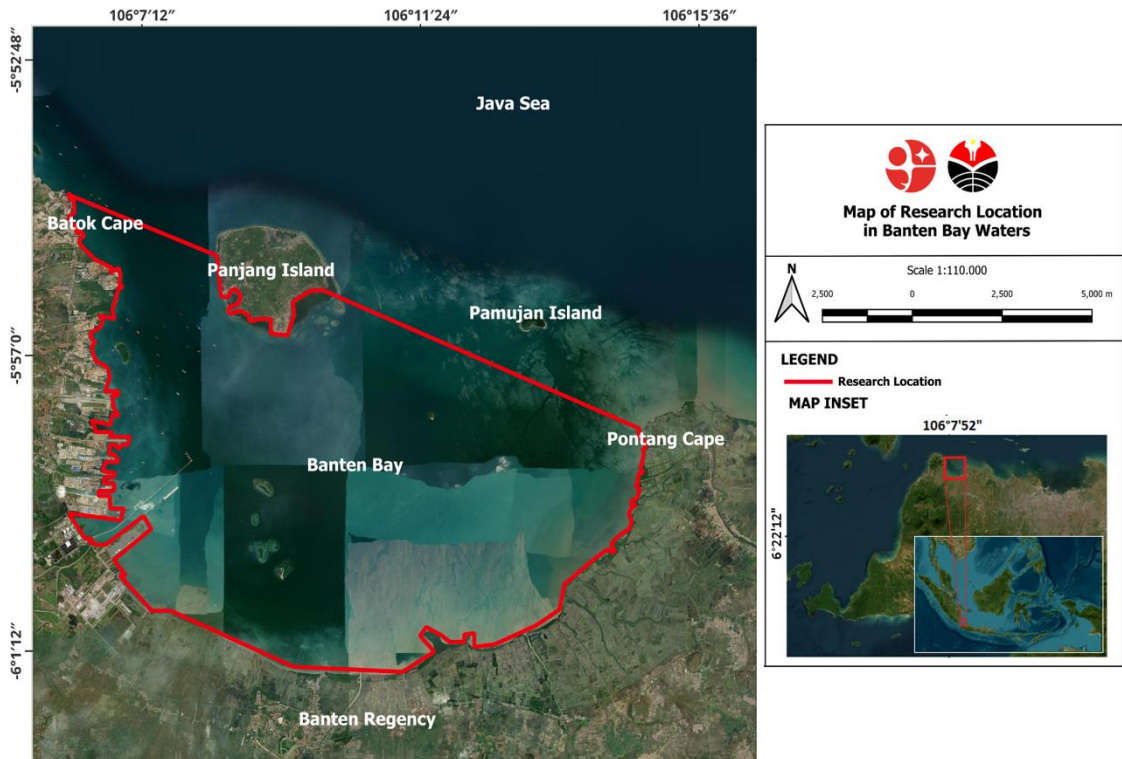 106°7′12″ 106°11′24″ 106°15′36″
-5°52′48″
-5°57′0″
-6°1′12″
Java Sea
Batok Cape
Panjang Island
Pamujan Island
Pontang Cape
Banten Bay
Banten Regency
Map of Research Location
in Banten Bay Waters
N
Scale 1:110.000
2,500 0 2,500 5,000 m
LEGEND
Research Location
MAP INSET
106°7'52"
6°22'12"